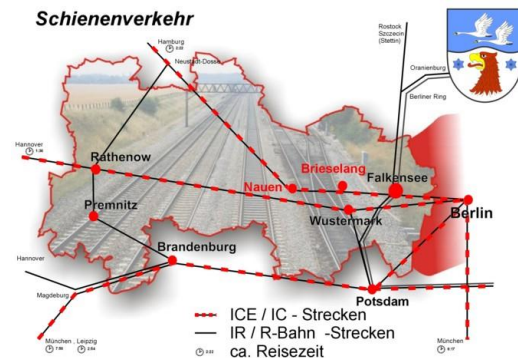 Schienenverkehr
Rostock
Szczecin
(Stettin)
Hamburg
Neustadt-Dosse
Oranienburg
Berliner Ring
Hannover
Rathenow
Brieselang
Falkensee
Nauen
Premnitz
Wustermark
Berlin
Brandenburg
Hannover
Magdeburg
Potsdam
ICE / IC - Strecken
IR / R-Bahn -Strecken
ca. Reisezeit
München , Leipzig
München